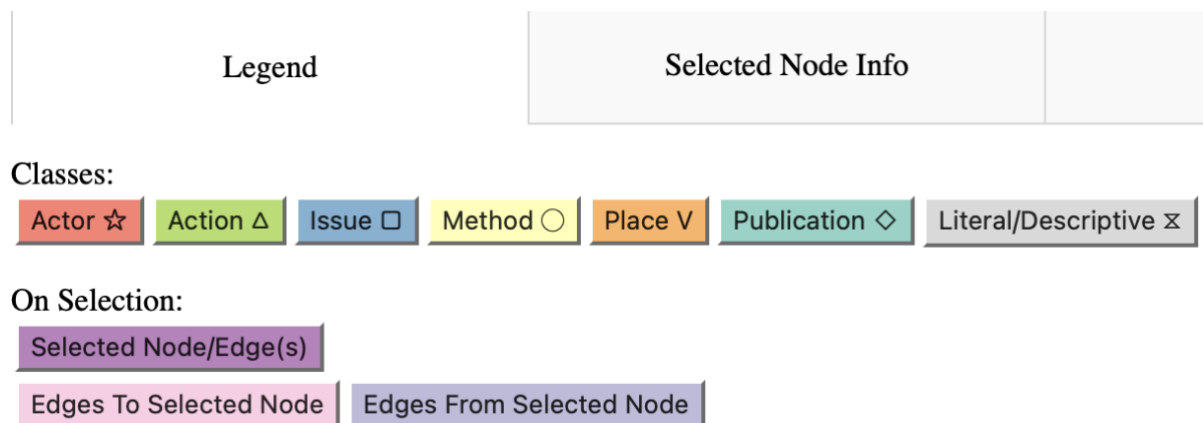 Legend
Selected Node Info
Classes:
Actor ☆ Action △ Issue ▢ Method ◯ Place V Publication ◇ Literal/Descriptive ⧖
On Selection:
Selected Node/Edge(s)
Edges To Selected Node Edges From Selected Node